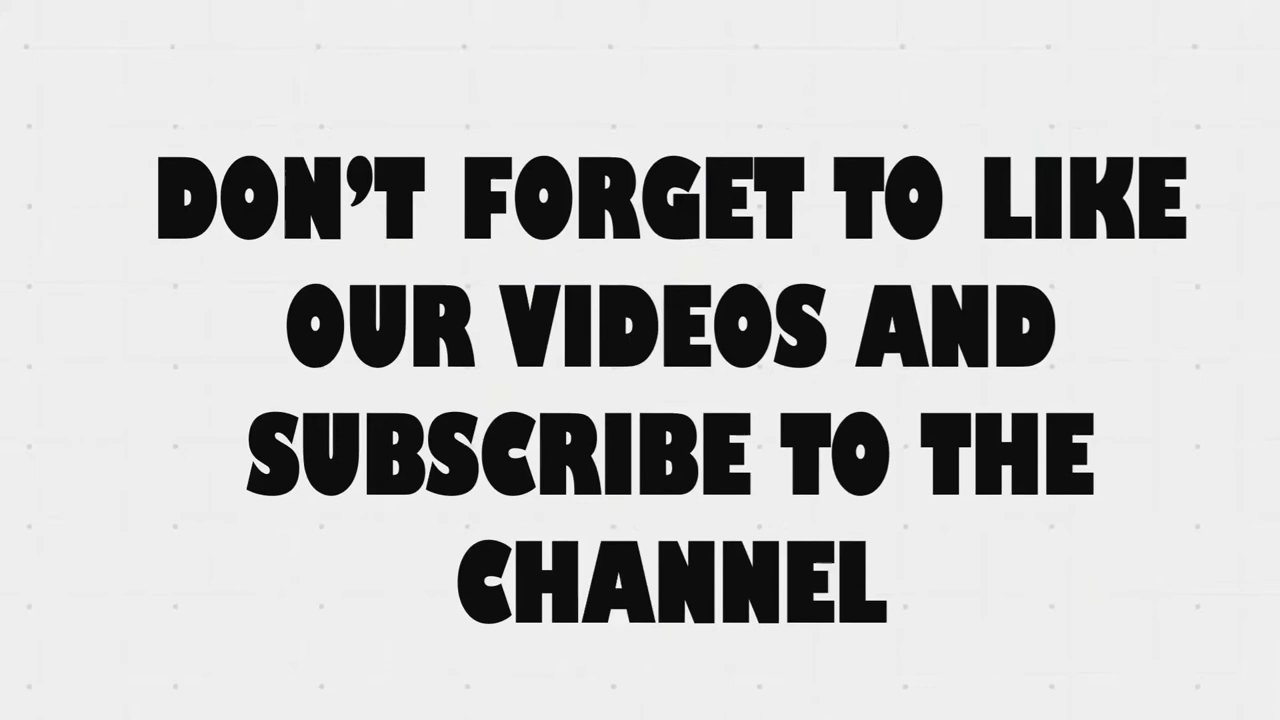 DON'T FORGET TO LIKE
OUR VIDEOS AND
SUBSCRIBE TO THE
CHANNEL